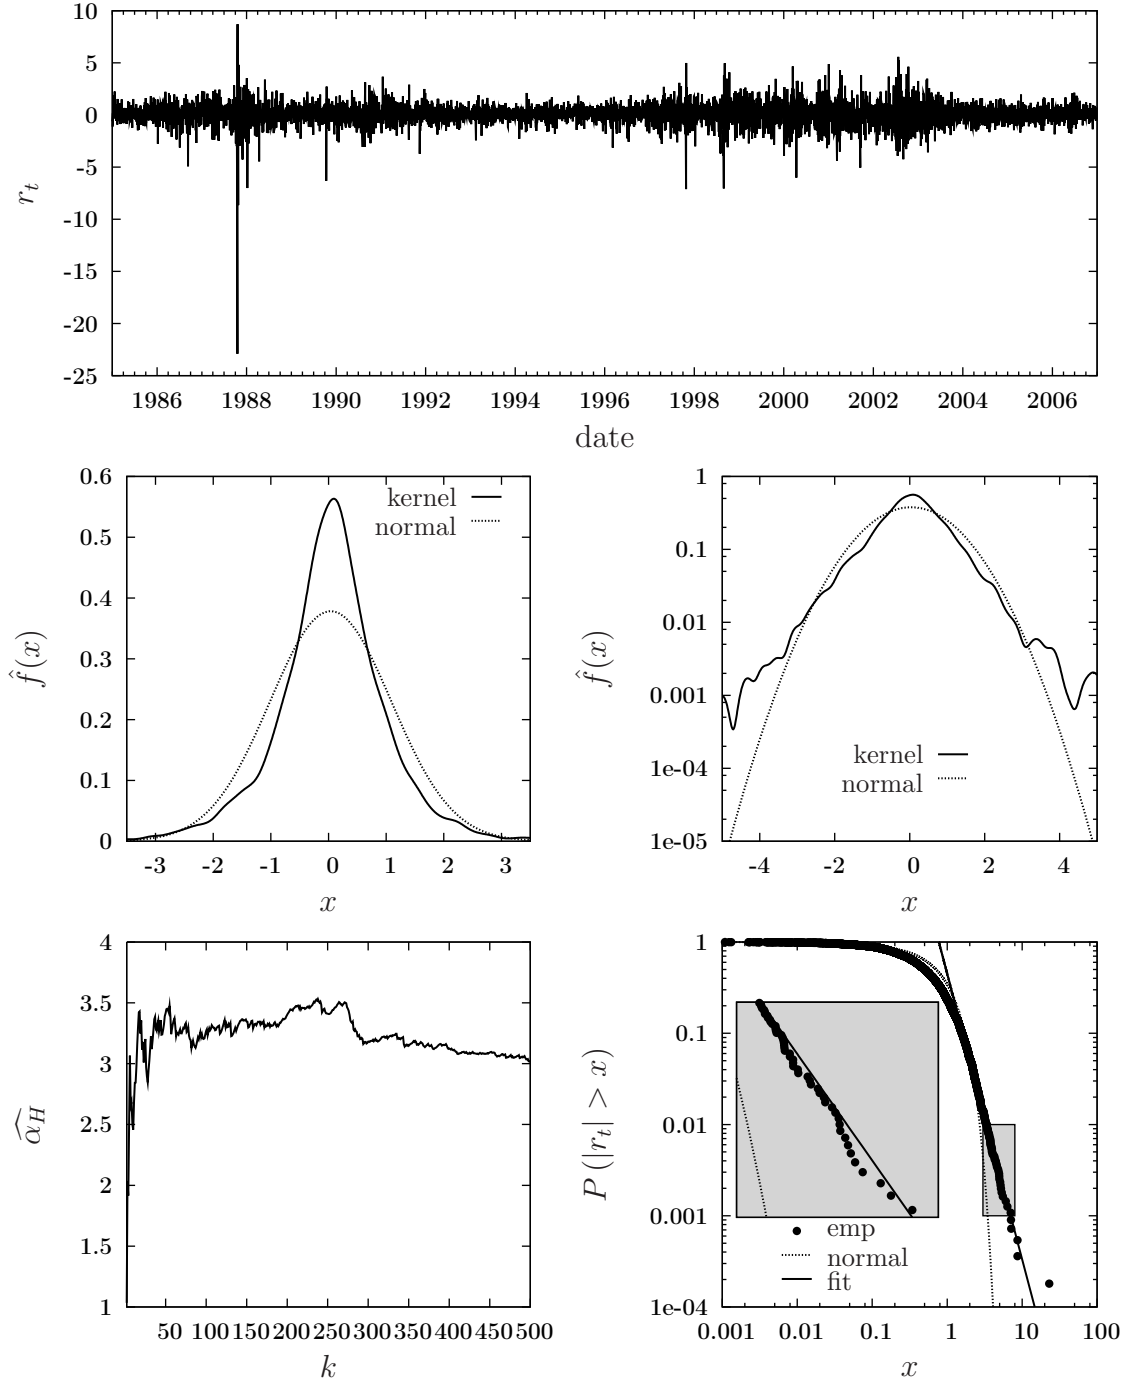 10
5
0
-5
-10
-15
-20
-25
r_t
1986 1988 1990 1992 1994 1996 1998 2000 2002 2004 2006
date
0.6
0.5
0.4
0.3
0.2
0.1
0
f̂(x)
kernel
normal
-3 -2 -1 0 1 2 3
x
1
0.1
0.01
0.001
1e-04
1e-05
f̂(x)
kernel
normal
-4 -2 0 2 4
x
4
3.5
3
2.5
2
1.5
1
α̂_H
50 100 150 200 250 300 350 400 450 500
k
1
0.1
0.01
0.001
1e-04
P (|r_t| > x)
emp
normal
fit
0.001 0.01 0.1 1 10 100
x